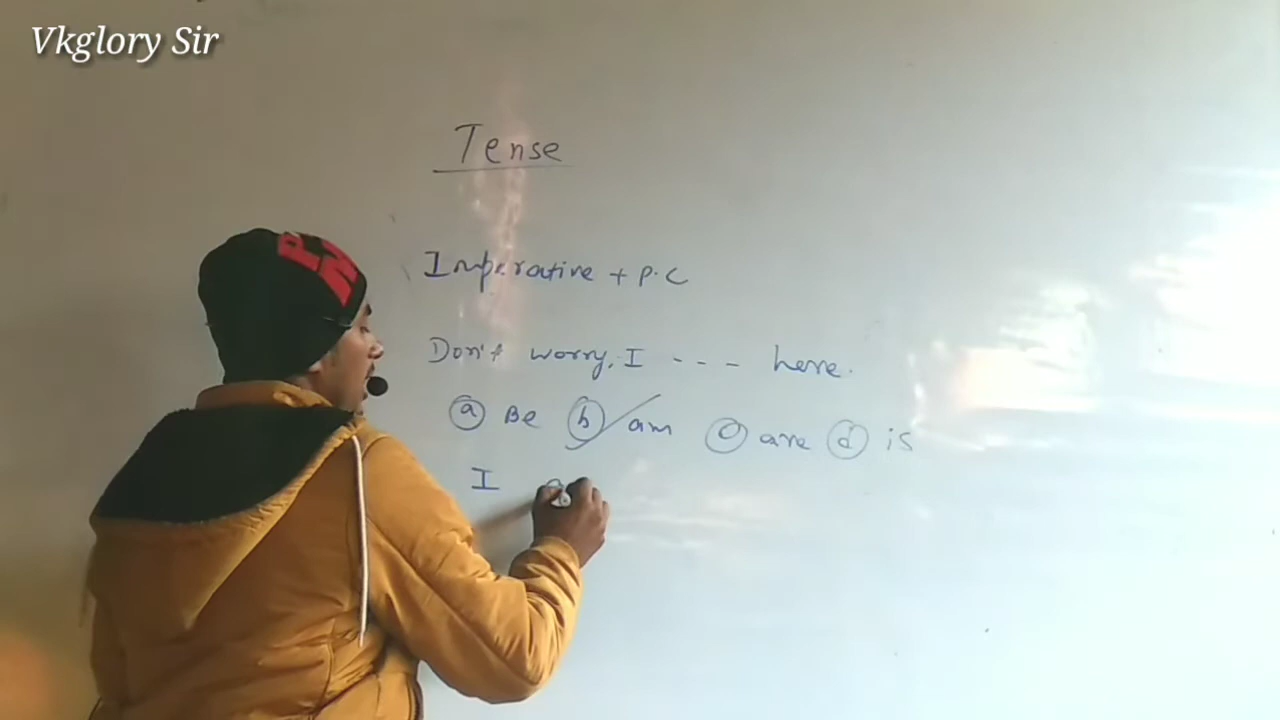 Vkglory Sir
Tense
Imperative + P.C
Don't worry, I - - - here.
a Be b am c are d is
I